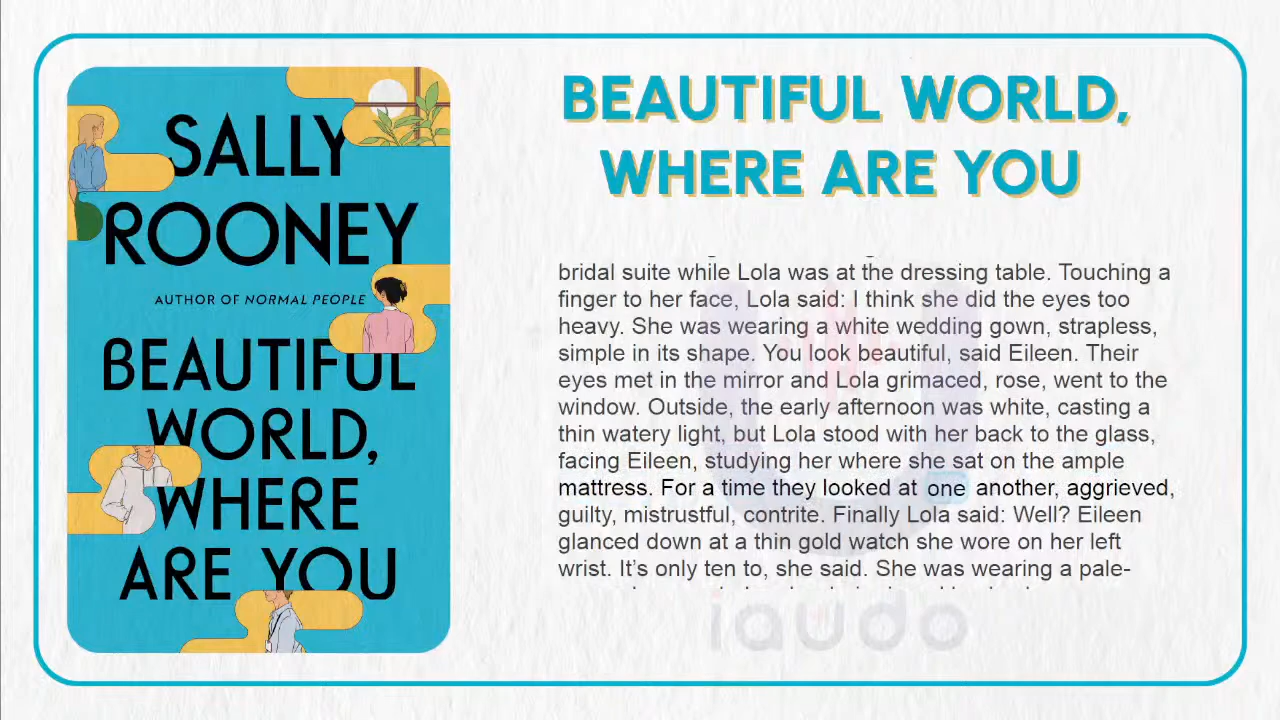 SALLY
ROONEY
AUTHOR OF NORMAL PEOPLE
BEAUTIFUL
WORLD,
WHERE
ARE YOU
BEAUTIFUL WORLD,
WHERE ARE YOU
bridal suite while Lola was at the dressing table. Touching a
finger to her face, Lola said: I think she did the eyes too
heavy. She was wearing a white wedding gown, strapless,
simple in its shape. You look beautiful, said Eileen. Their
eyes met in the mirror and Lola grimaced, rose, went to the
window. Outside, the early afternoon was white, casting a
thin watery light, but Lola stood with her back to the glass,
facing Eileen, studying her where she sat on the ample
mattress. For a time they looked at one another, aggrieved,
guilty, mistrustful, contrite. Finally Lola said: Well? Eileen
glanced down at a thin gold watch she wore on her left
wrist. It’s only ten to, she said. She was wearing a pale-
iaudo